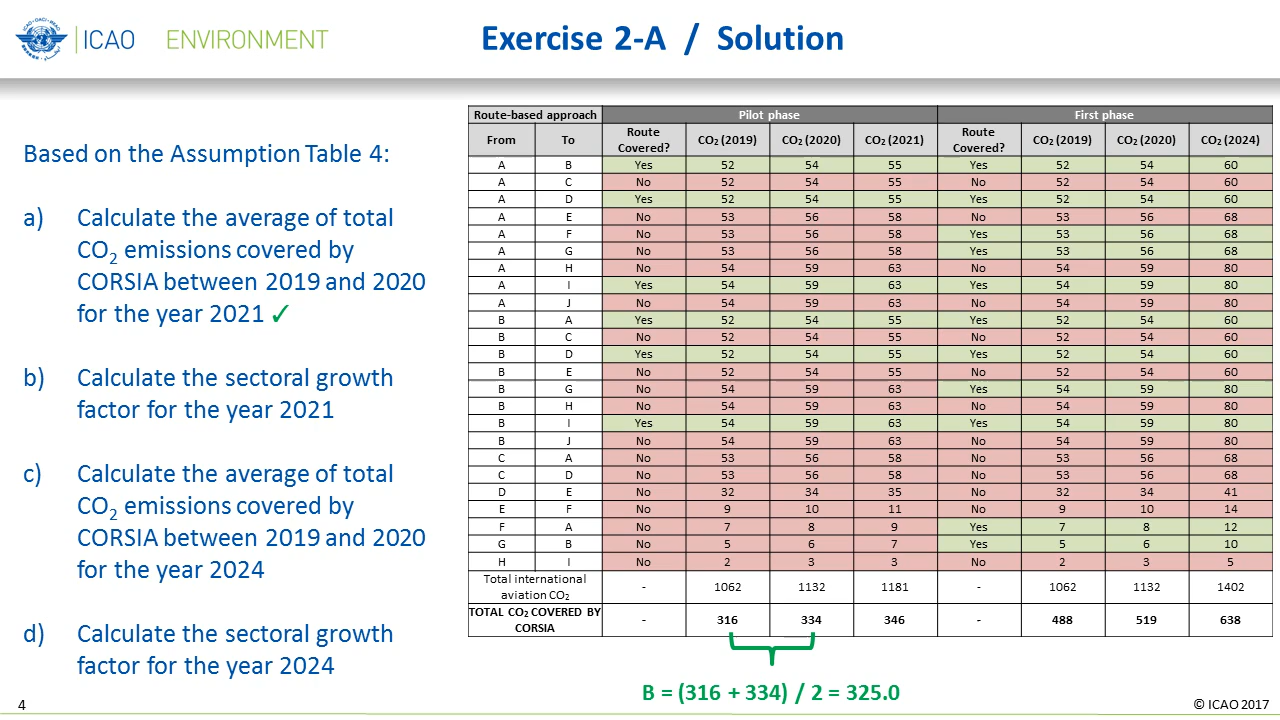 ICAO ENVIRONMENT
Exercise 2-A / Solution
Based on the Assumption Table 4:
a) Calculate the average of total
CO2 emissions covered by
CORSIA between 2019 and 2020
for the year 2021 ✓
b) Calculate the sectoral growth
factor for the year 2021
c) Calculate the average of total
CO2 emissions covered by
CORSIA between 2019 and 2020
for the year 2024
d) Calculate the sectoral growth
factor for the year 2024
Route-based approach Pilot phase First phase
From To Route Covered? CO2 (2019) CO2 (2020) CO2 (2021) Route Covered? CO2 (2019) CO2 (2020) CO2 (2024)
A B Yes 52 54 55 Yes 52 54 60
A C No 52 54 55 No 52 54 60
A D Yes 52 54 55 Yes 52 54 60
A E No 53 56 58 No 53 56 68
A F No 53 56 58 Yes 53 56 68
A G No 53 56 58 Yes 53 56 68
A H No 54 59 63 No 54 59 80
A I Yes 54 59 63 Yes 54 59 80
A J No 54 59 63 No 54 59 80
B A Yes 52 54 55 Yes 52 54 60
B C No 52 54 55 No 52 54 60
B D Yes 52 54 55 Yes 52 54 60
B E No 52 54 55 No 52 54 60
B G No 54 59 63 Yes 54 59 80
B H No 54 59 63 No 54 59 80
B I Yes 54 59 63 Yes 54 59 80
B J No 54 59 63 No 54 59 80
C A No 53 56 58 No 53 56 68
C D No 53 56 58 No 53 56 68
D E No 32 34 35 No 32 34 41
E F No 9 10 11 No 9 10 14
F A No 7 8 9 Yes 7 8 12
G B No 5 6 7 Yes 5 6 10
H I No 2 3 3 No 2 3 5
Total international aviation CO2 - 1062 1132 1181 - 1062 1132 1402
TOTAL CO2 COVERED BY CORSIA - 316 334 346 - 488 519 638
B = (316 + 334) / 2 = 325.0
4
© ICAO 2017